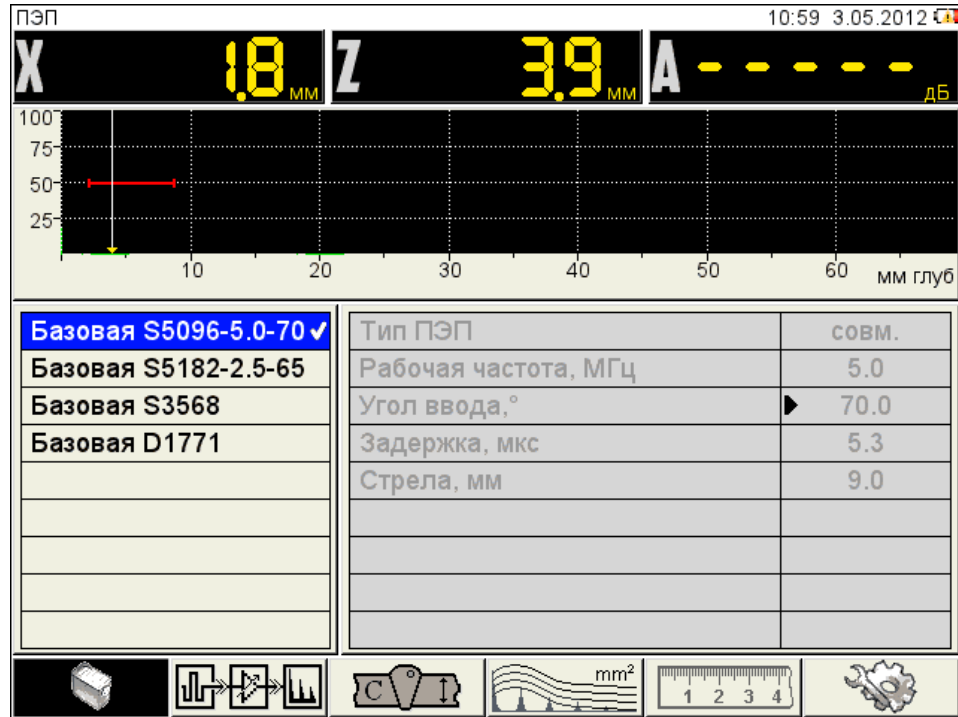 ПЭП 10:59 3.05.2012
X 1.8 мм Z 3.9 мм A - - - - - дБ
100
75
50
25
10 20 30 40 50 60 мм глуб
Базовая S5096-5.0-70 ✓ Тип ПЭП совм.
Базовая S5182-2.5-65 Рабочая частота, МГц 5.0
Базовая S3568 Угол ввода,° 70.0
Базовая D1771 Задержка, мкс 5.3
Стрела, мм 9.0
C mm² 1 2 3 4